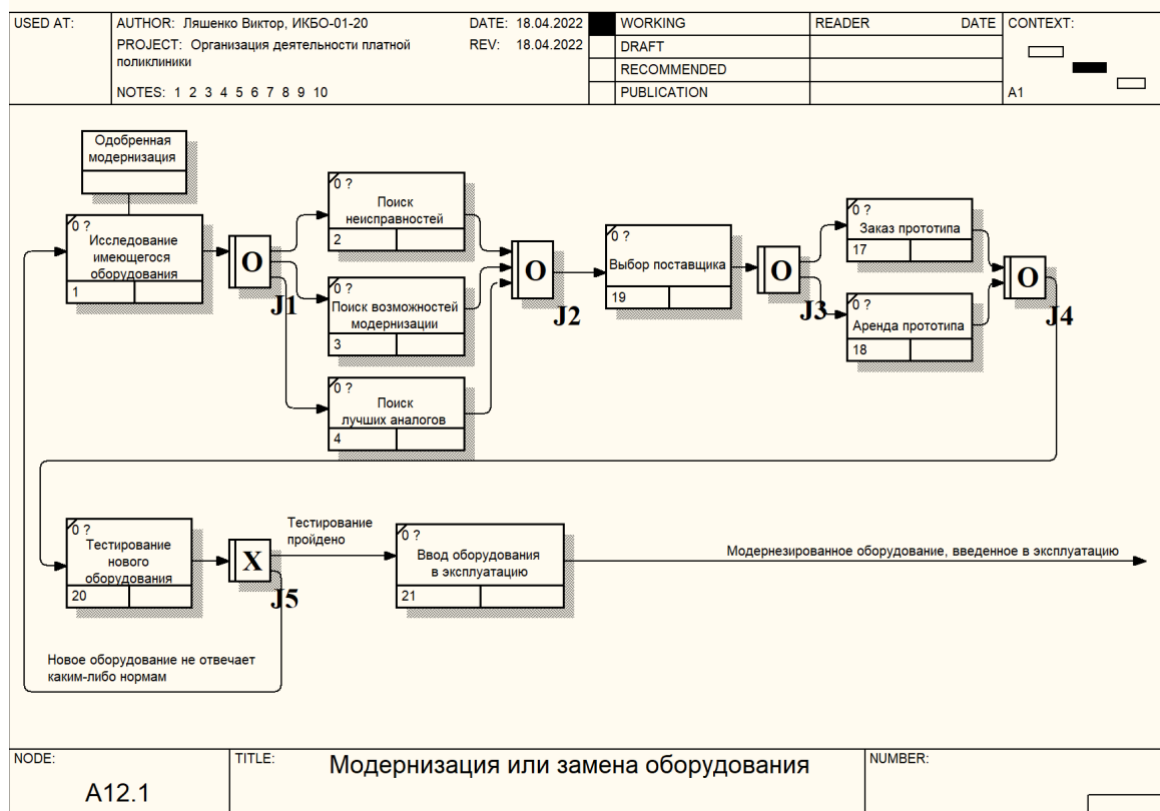 USED AT:
AUTHOR: Ляшенко Виктор, ИКБО-01-20
DATE: 18.04.2022
WORKING
READER
DATE
CONTEXT:
PROJECT: Организация деятельности платной
поликлиники
REV: 18.04.2022
DRAFT
RECOMMENDED
NOTES: 1 2 3 4 5 6 7 8 9 10
PUBLICATION
A1
Одобренная
модернизация
0 ?
Исследование
имеющегося
оборудования
1
O
J1
0 ?
Поиск
неисправностей
2
0 ?
Поиск возможностей
модернизации
3
0 ?
Поиск
лучших аналогов
4
O
J2
0 ?
Выбор поставщика
19
O
J3
0 ?
Заказ прототипа
17
0 ?
Аренда прототипа
18
O
J4
0 ?
Тестирование
нового
оборудования
20
X
J5
Тестирование
пройдено
0 ?
Ввод оборудования
в эксплуатацию
21
Модернезированное оборудование, введенное в эксплуатацию
Новое оборудование не отвечает
каким-либо нормам
NODE:
A12.1
TITLE:
Модернизация или замена оборудования
NUMBER: